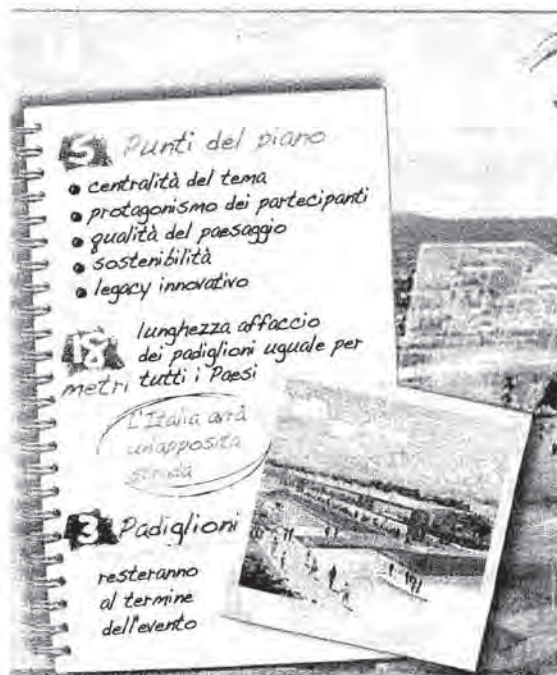 5 Punti del piano
• centralità del tema
• protagonismo dei partecipanti
• qualità del paesaggio
• sostenibilità
• legacy innovativo
18 lunghezza affaccio
dei padiglioni uguale per
metri tutti i Paesi
L'Italia avrà
un'apposita
strada
3 Padiglioni
resteranno
al termine
dell'evento